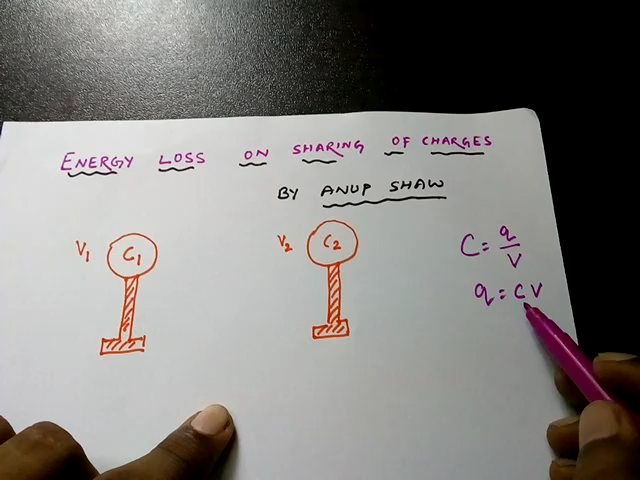 ENERGY LOSS ON SHARING OF CHARGES
BY ANUP SHAW
V1 C1
V2 C2
C = q/V
q = CV